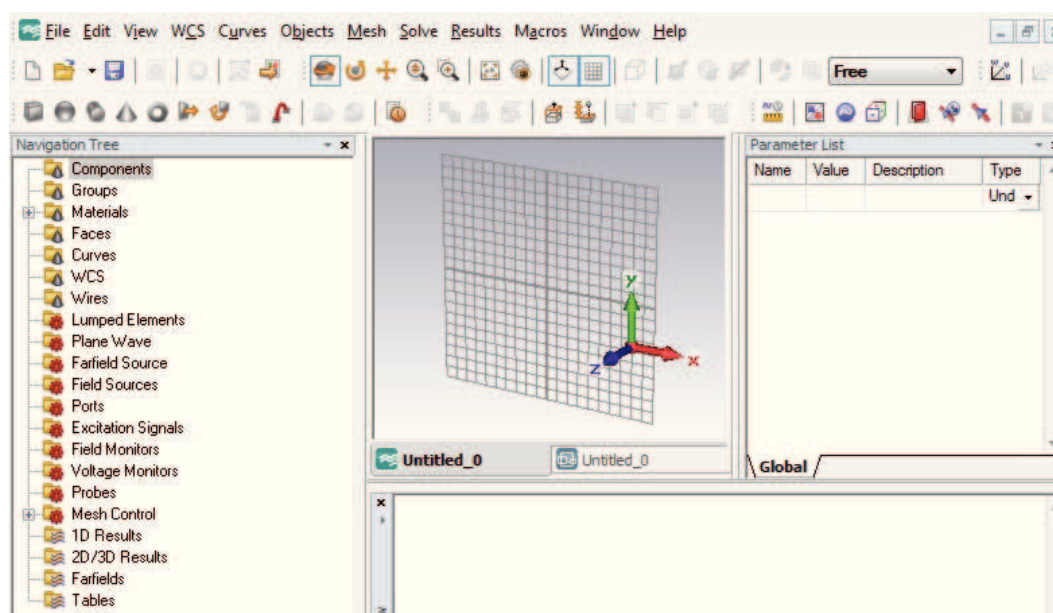 File Edit View WCS Curves Objects Mesh Solve Results Macros Window Help
Free
Navigation Tree
Components
Groups
Materials
Faces
Curves
WCS
Wires
Lumped Elements
Plane Wave
Farfield Source
Field Sources
Ports
Excitation Signals
Field Monitors
Voltage Monitors
Probes
Mesh Control
1D Results
2D/3D Results
Farfields
Tables
y
x
z
Untitled_0 Untitled_0
Parameter List
Name Value Description Type
Und
Global